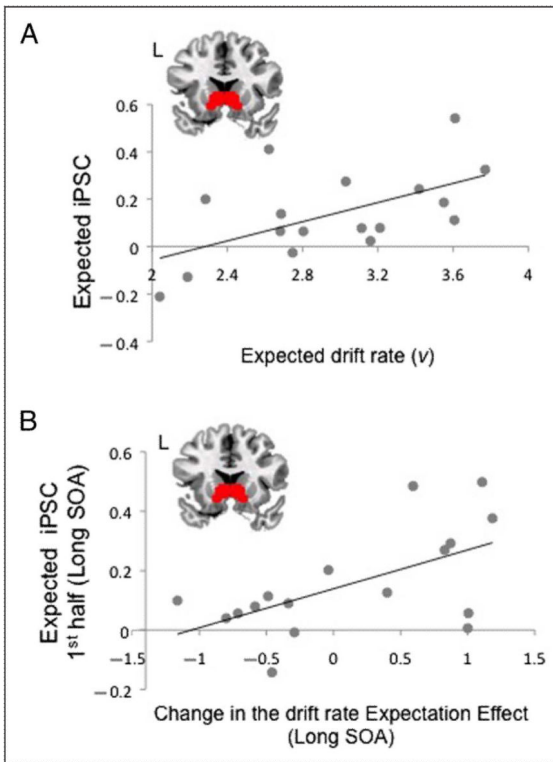 A
L
0.6
0.4
0.2
0
−0.2
−0.4
Expected iPSC
2 2.4 2.8 3.2 3.6 4
Expected drift rate (v)
B
L
0.6
0.4
0.2
0
−0.2
Expected iPSC
1st half (Long SOA)
−1.5 −1 −0.5 0 0.5 1 1.5
Change in the drift rate Expectation Effect
(Long SOA)